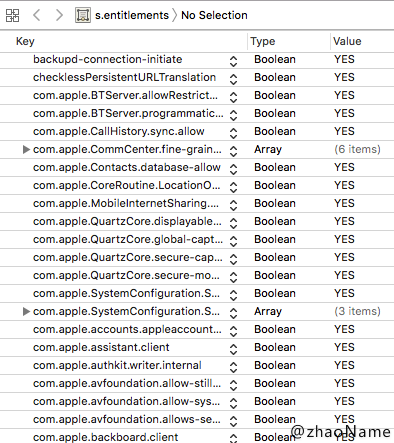 s.entitlements No Selection
Key Type Value
backupd-connection-initiate Boolean YES
checklessPersistentURLTranslation Boolean YES
com.apple.BTServer.allowRestrict... Boolean YES
com.apple.BTServer.programmatic... Boolean YES
com.apple.CallHistory.sync.allow Boolean YES
com.apple.CommCenter.fine-grain... Array (6 items)
com.apple.Contacts.database-allow Boolean YES
com.apple.CoreRoutine.LocationO... Boolean YES
com.apple.MobileInternetSharing.... Boolean YES
com.apple.QuartzCore.displayable... Boolean YES
com.apple.QuartzCore.global-capt... Boolean YES
com.apple.QuartzCore.secure-cap... Boolean YES
com.apple.QuartzCore.secure-mo... Boolean YES
com.apple.SystemConfiguration.S... Boolean YES
com.apple.SystemConfiguration.S... Array (3 items)
com.apple.accounts.appleaccount... Boolean YES
com.apple.assistant.client Boolean YES
com.apple.authkit.writer.internal Boolean YES
com.apple.avfoundation.allow-still... Boolean YES
com.apple.avfoundation.allow-sys... Boolean YES
com.apple.avfoundation.allows-se... Boolean YES
com.apple.backboard.client Boolean YES
@zhaoName